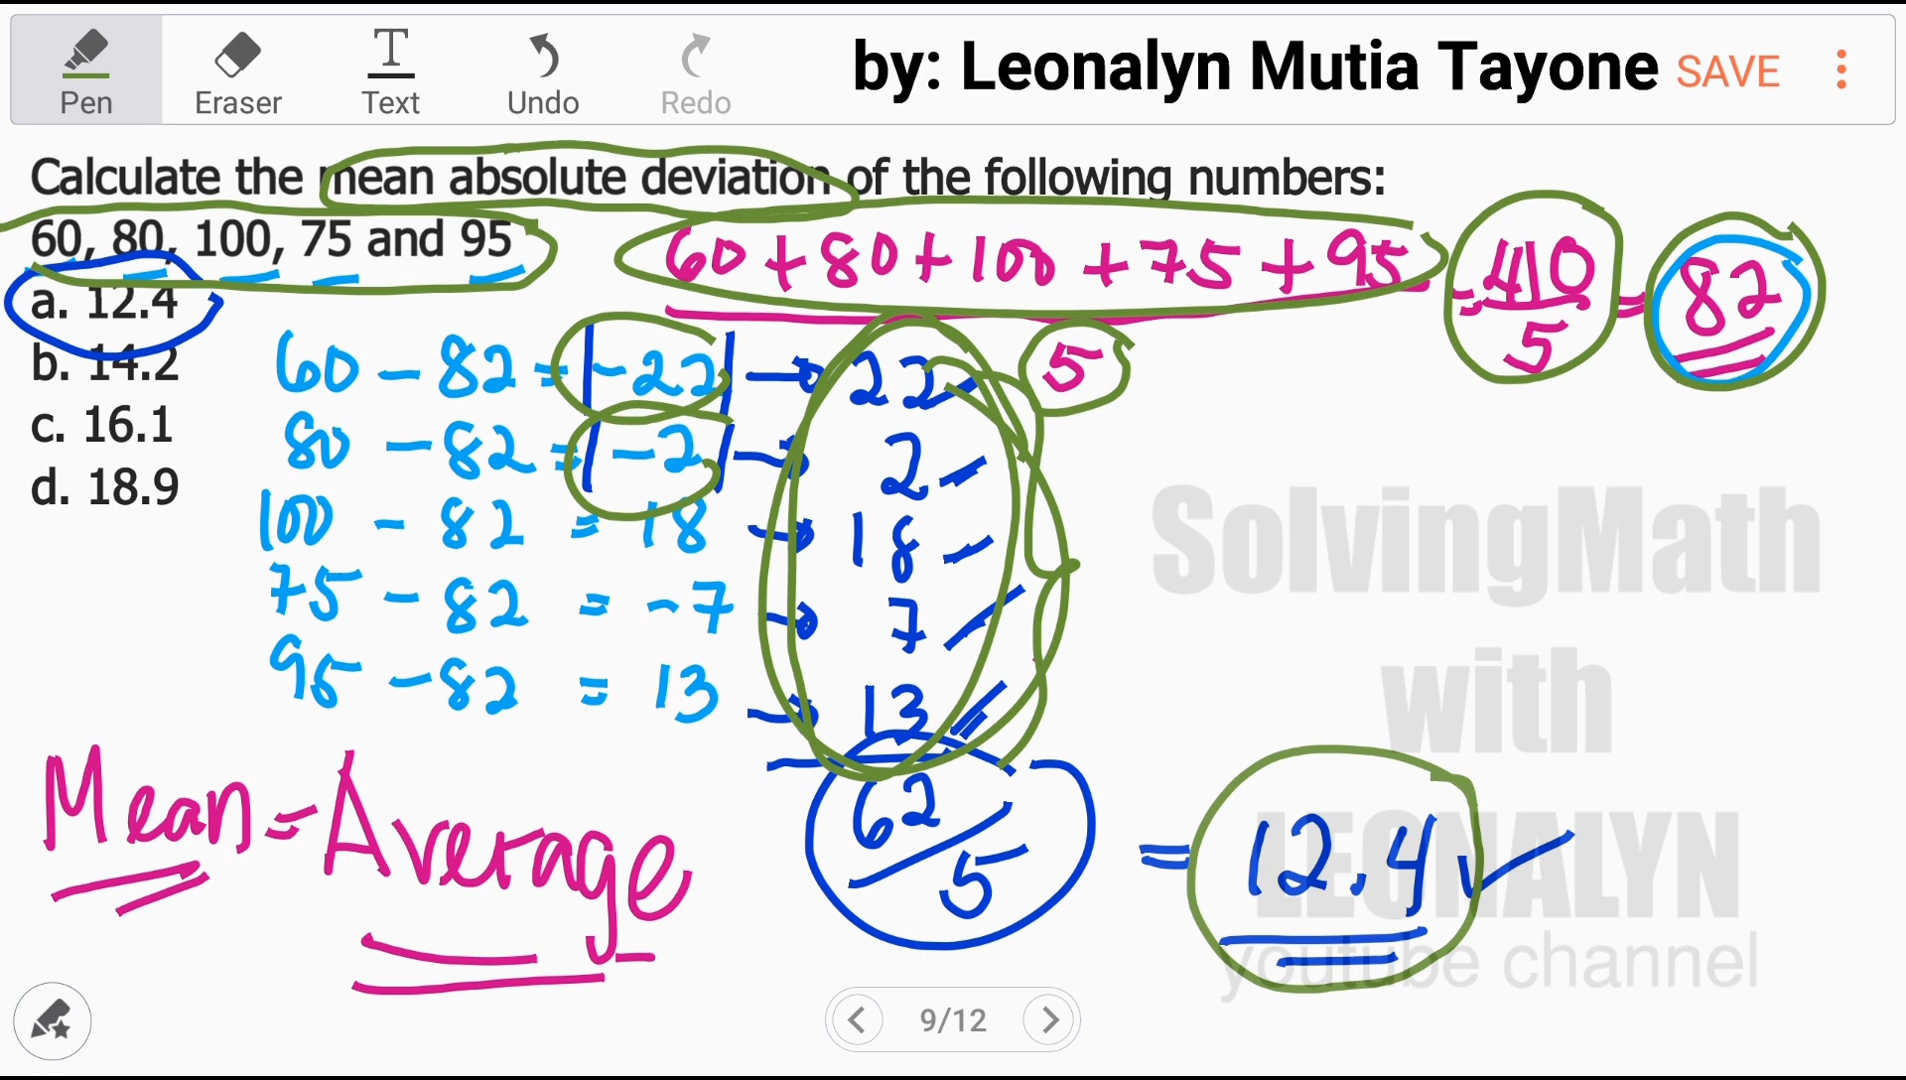 Pen Eraser Text Undo Redo by: Leonalyn Mutia Tayone SAVE
Calculate the mean absolute deviation of the following numbers:
60, 80, 100, 75 and 95
60+80+100+75+95
5
= 410
5
= 82
a. 12.4
b. 14.2
c. 16.1
d. 18.9
60 - 82 = |-22| → 22
80 - 82 = |-2| → 2
100 - 82 = 18 → 18
75 - 82 = -7 → 7
95 - 82 = 13 → 13
62/5 = 12.4 ✓
Mean = Average
SolvingMath
with
LEONALYN
youtube channel
9/12